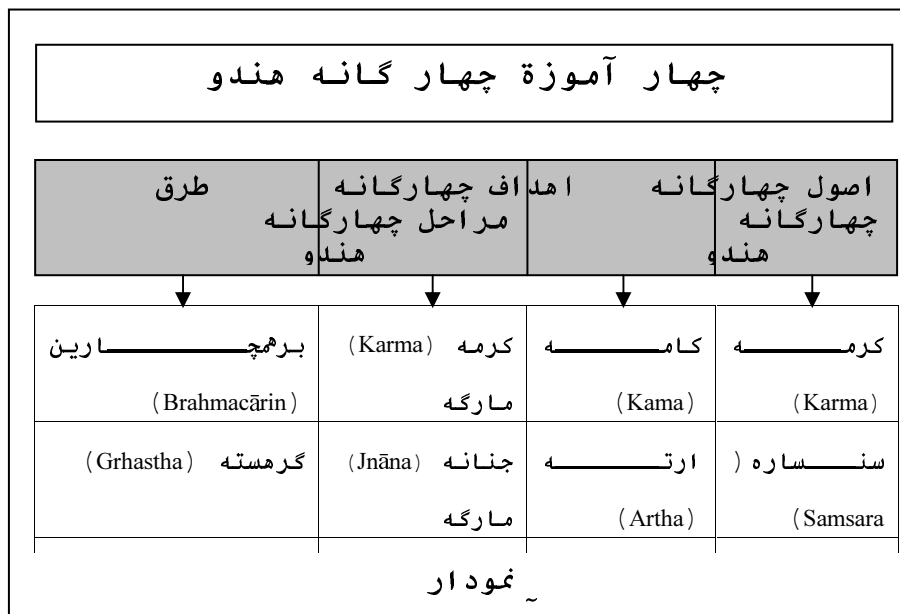 چهار آموزة چهار گانه هندو
اصول چهارگانه اهداف چهارگانه طرق
چهارگانه مراحل چهارگانه
هندو هندو
کرمه کامه کرمه (Karma) برهمچارین
(Karma) (Kama) مارگه (Brahmacārin)
سنساره ( ارته جنانه (Jnāna) گرهسته (Grhastha)
Samsara) (Artha) مارگه
نمودار